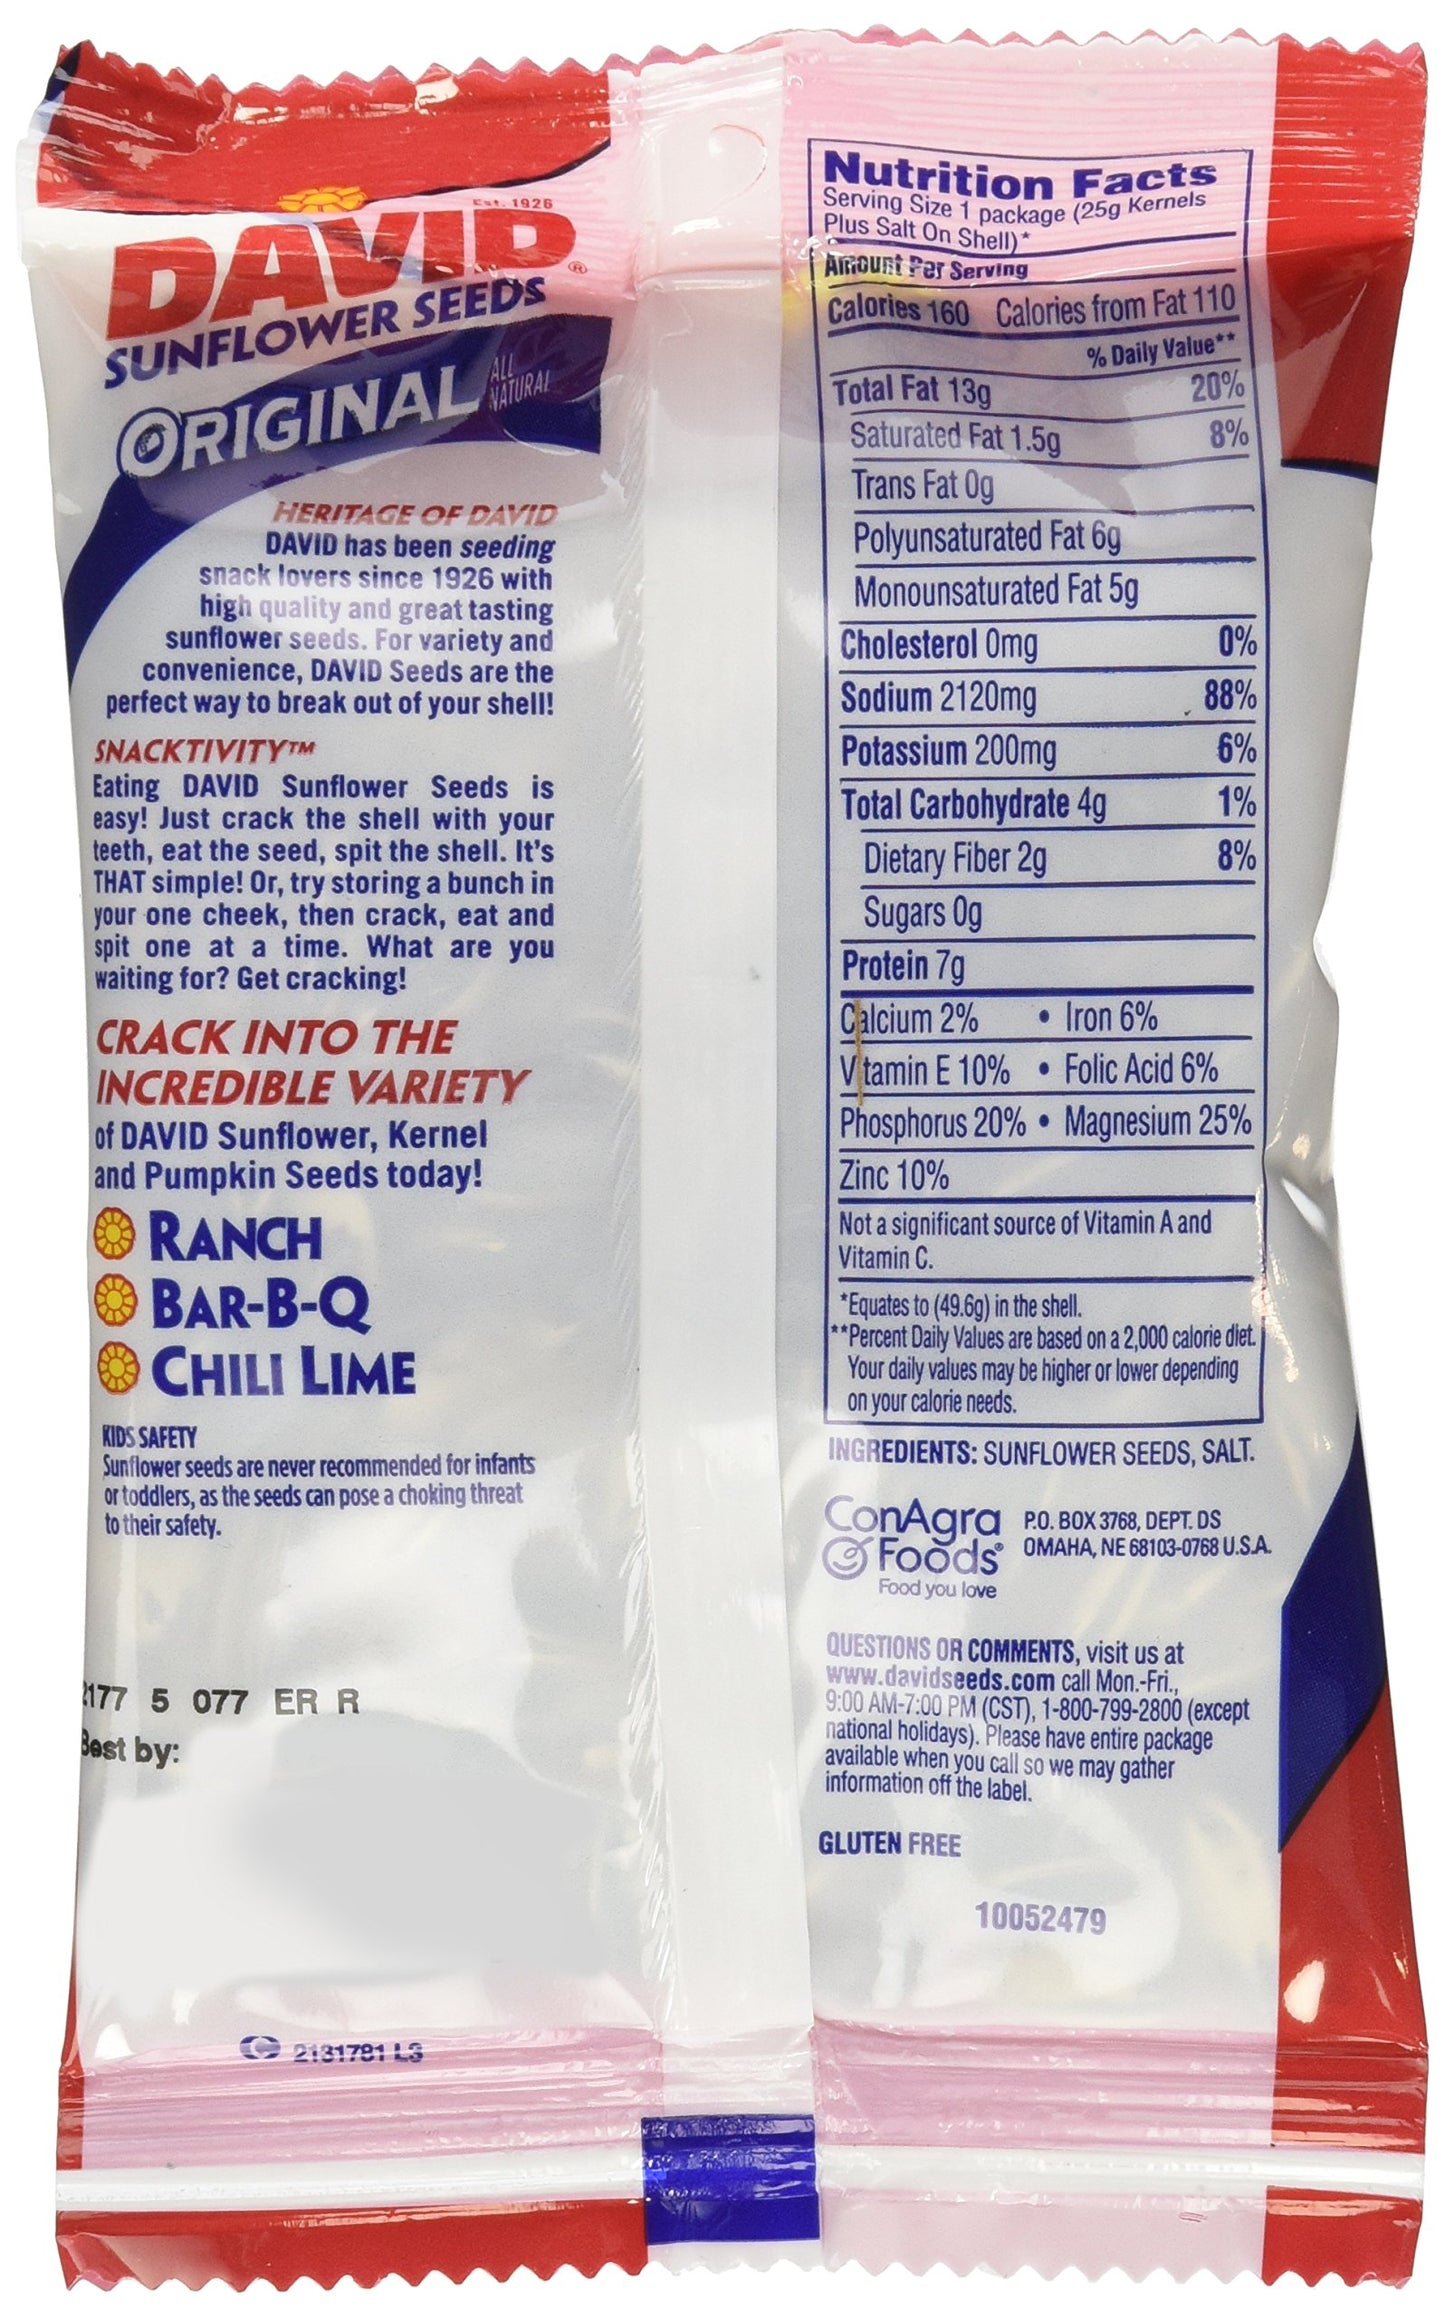 Est. 1926
DAVID®
SUNFLOWER SEEDS
ORIGINAL
ALL
NATURAL
HERITAGE OF DAVID
DAVID has been seeding
snack lovers since 1926 with
high quality and great tasting
sunflower seeds. For variety and
convenience, DAVID Seeds are the
perfect way to break out of your shell!
SNACKTIVITY™
Eating DAVID Sunflower Seeds is
easy! Just crack the shell with your
teeth, eat the seed, spit the shell. It's
THAT simple! Or, try storing a bunch in
your one cheek, then crack, eat and
spit one at a time. What are you
waiting for? Get cracking!
CRACK INTO THE
INCREDIBLE VARIETY
of DAVID Sunflower, Kernel
and Pumpkin Seeds today!
RANCH
BAR-B-Q
CHILI LIME
KIDS SAFETY
Sunflower seeds are never recommended for infants
or toddlers, as the seeds can pose a choking threat
to their safety.
2177 5 077 ER R
Best by:
2181781 L3
Nutrition Facts
Serving Size 1 package (25g Kernels
Plus Salt On Shell)*
Amount Per Serving
Calories 160 Calories from Fat 110
% Daily Value**
Total Fat 13g 20%
Saturated Fat 1.5g 8%
Trans Fat 0g
Polyunsaturated Fat 6g
Monounsaturated Fat 5g
Cholesterol 0mg 0%
Sodium 2120mg 88%
Potassium 200mg 6%
Total Carbohydrate 4g 1%
Dietary Fiber 2g 8%
Sugars 0g
Protein 7g
Calcium 2% • Iron 6%
Vitamin E 10% • Folic Acid 6%
Phosphorus 20% • Magnesium 25%
Zinc 10%
Not a significant source of Vitamin A and
Vitamin C.
*Equates to (49.6g) in the shell.
**Percent Daily Values are based on a 2,000 calorie diet.
Your daily values may be higher or lower depending
on your calorie needs.
INGREDIENTS: SUNFLOWER SEEDS, SALT.
ConAgra
Foods®
Food you love
P.O. BOX 3768, DEPT. DS
OMAHA, NE 68103-0768 U.S.A.
QUESTIONS OR COMMENTS, visit us at
www.davidseeds.com call Mon.-Fri.,
9:00 AM-7:00 PM (CST), 1-800-799-2800 (except
national holidays). Please have entire package
available when you call so we may gather
information off the label.
GLUTEN FREE
10052479